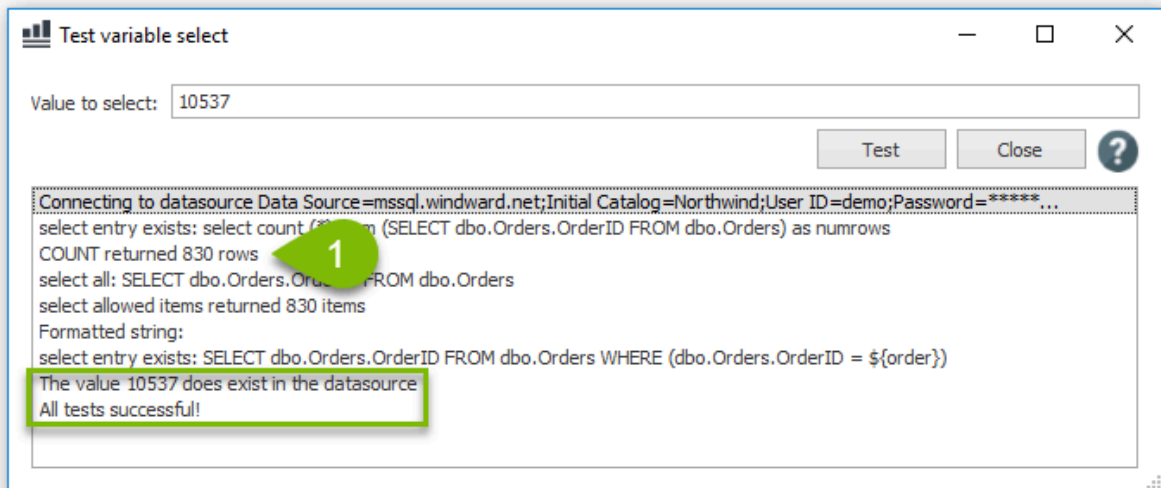 Test variable select
Value to select: 10537
Test Close ?
Connecting to datasource Data Source=mssql.windward.net;Initial Catalog=Northwind;User ID=demo;Password=*****...
select entry exists: select count (SELECT dbo.Orders.OrderID FROM dbo.Orders) as numrows
COUNT returned 830 rows
1
select all: SELECT dbo.Orders. FROM dbo.Orders
select allowed items returned 830 items
Formatted string:
select entry exists: SELECT dbo.Orders.OrderID FROM dbo.Orders WHERE (dbo.Orders.OrderID = ${order})
The value 10537 does exist in the datasource
All tests successful!